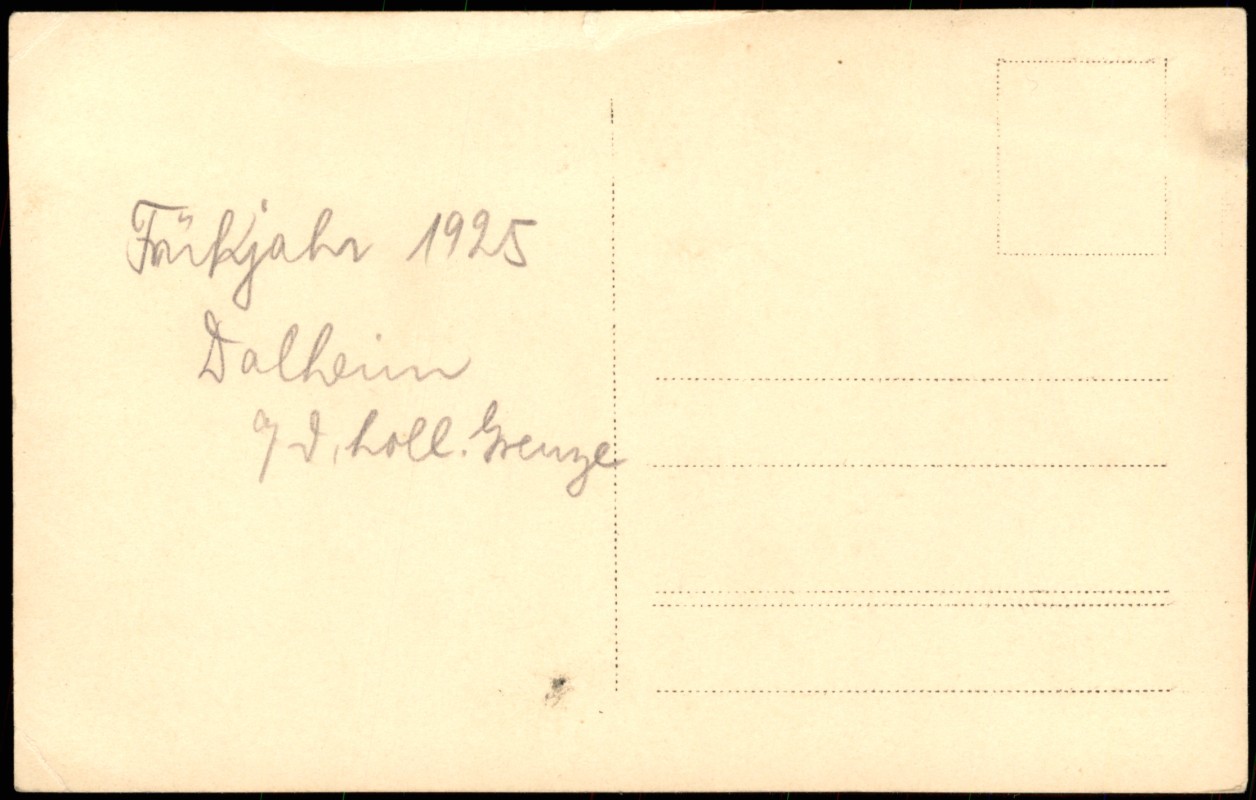 Frühjahr 1925
Dalheim
a/d. holl. Grenze